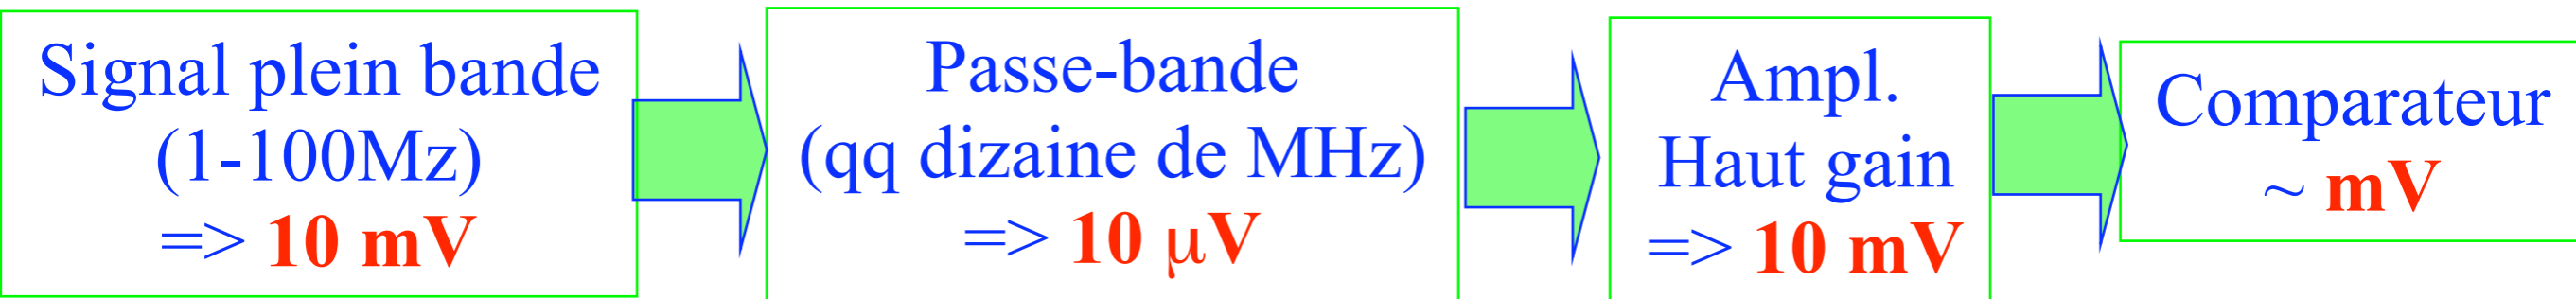 Signal plein bande
(1-100Mz)
=> 10 mV
Passe-bande
(qq dizaine de MHz)
=> 10 μV
Ampl.
Haut gain
=> 10 mV
Comparateur
~ mV